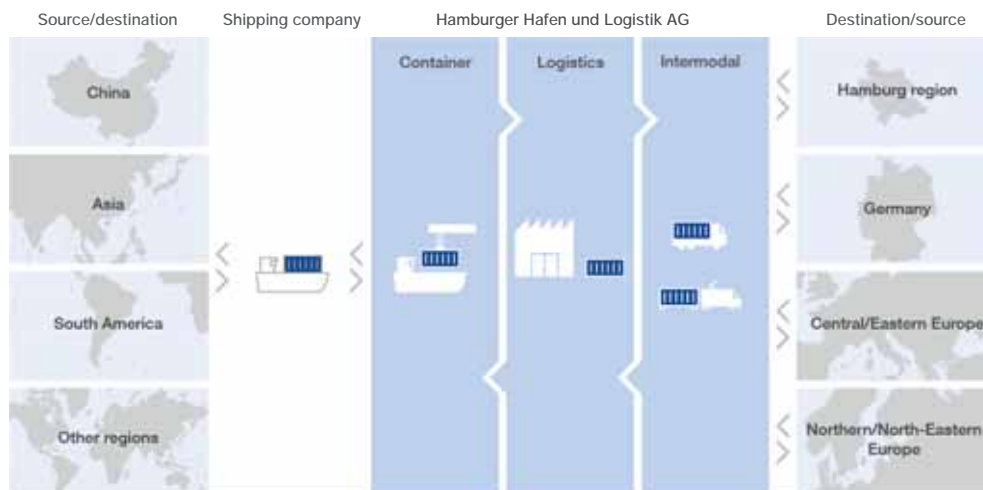 Source/destination
Shipping company
Hamburger Hafen und Logistik AG
Destination/source
Container
Logistics
Intermodal
China
Asia
South America
Other regions
Hamburg region
Germany
Central/Eastern Europe
Northern/North-Eastern
Europe